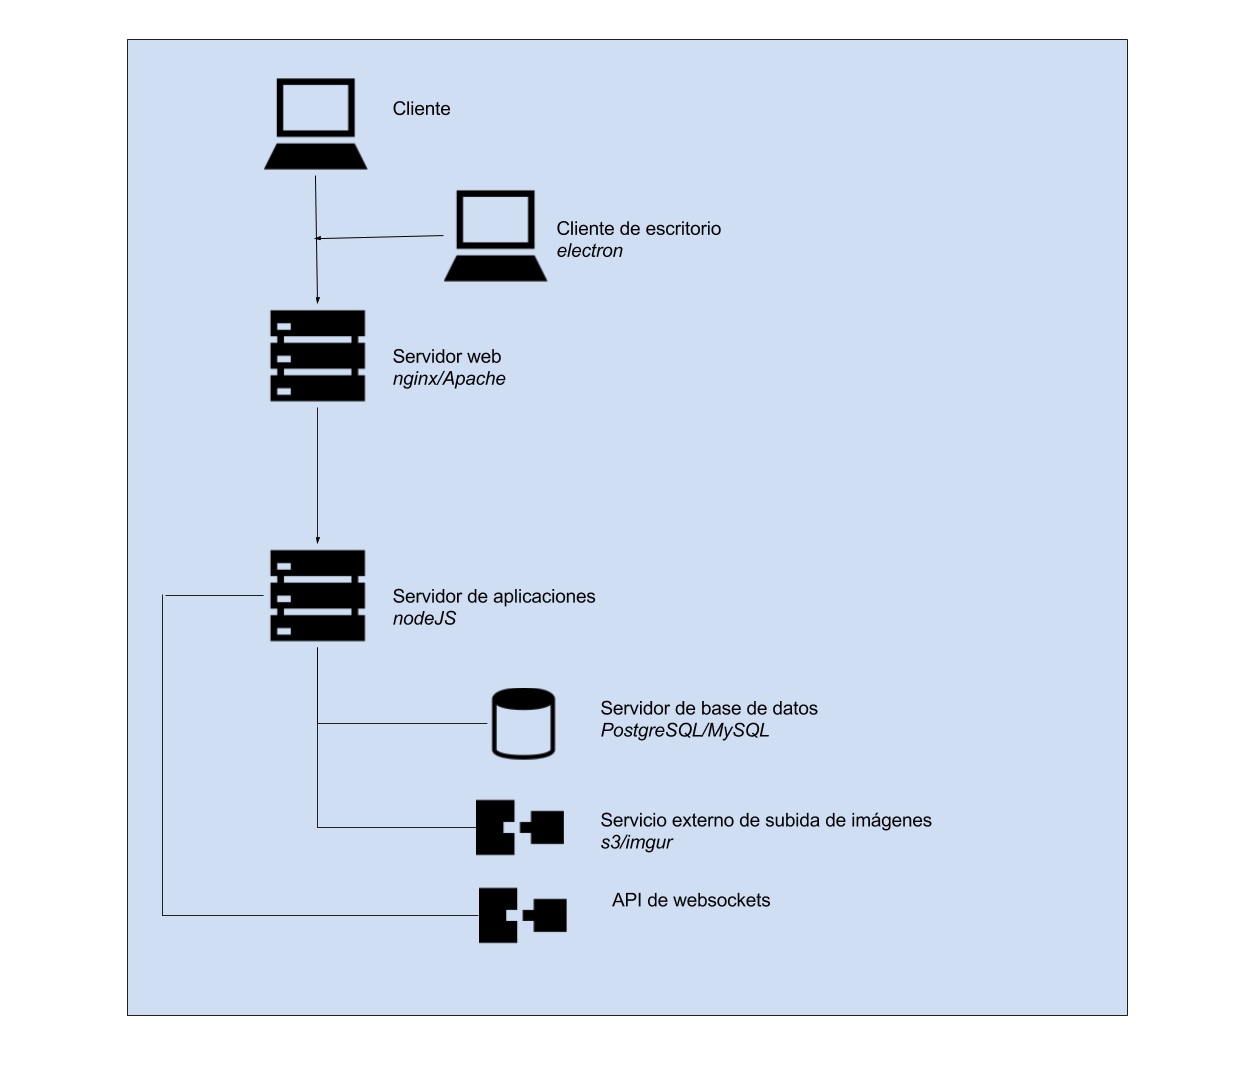 Cliente
Cliente de escritorio
electron
Servidor web
nginx/Apache
Servidor de aplicaciones
nodeJS
Servidor de base de datos
PostgreSQL/MySQL
Servicio externo de subida de imágenes
s3/imgur
API de websockets